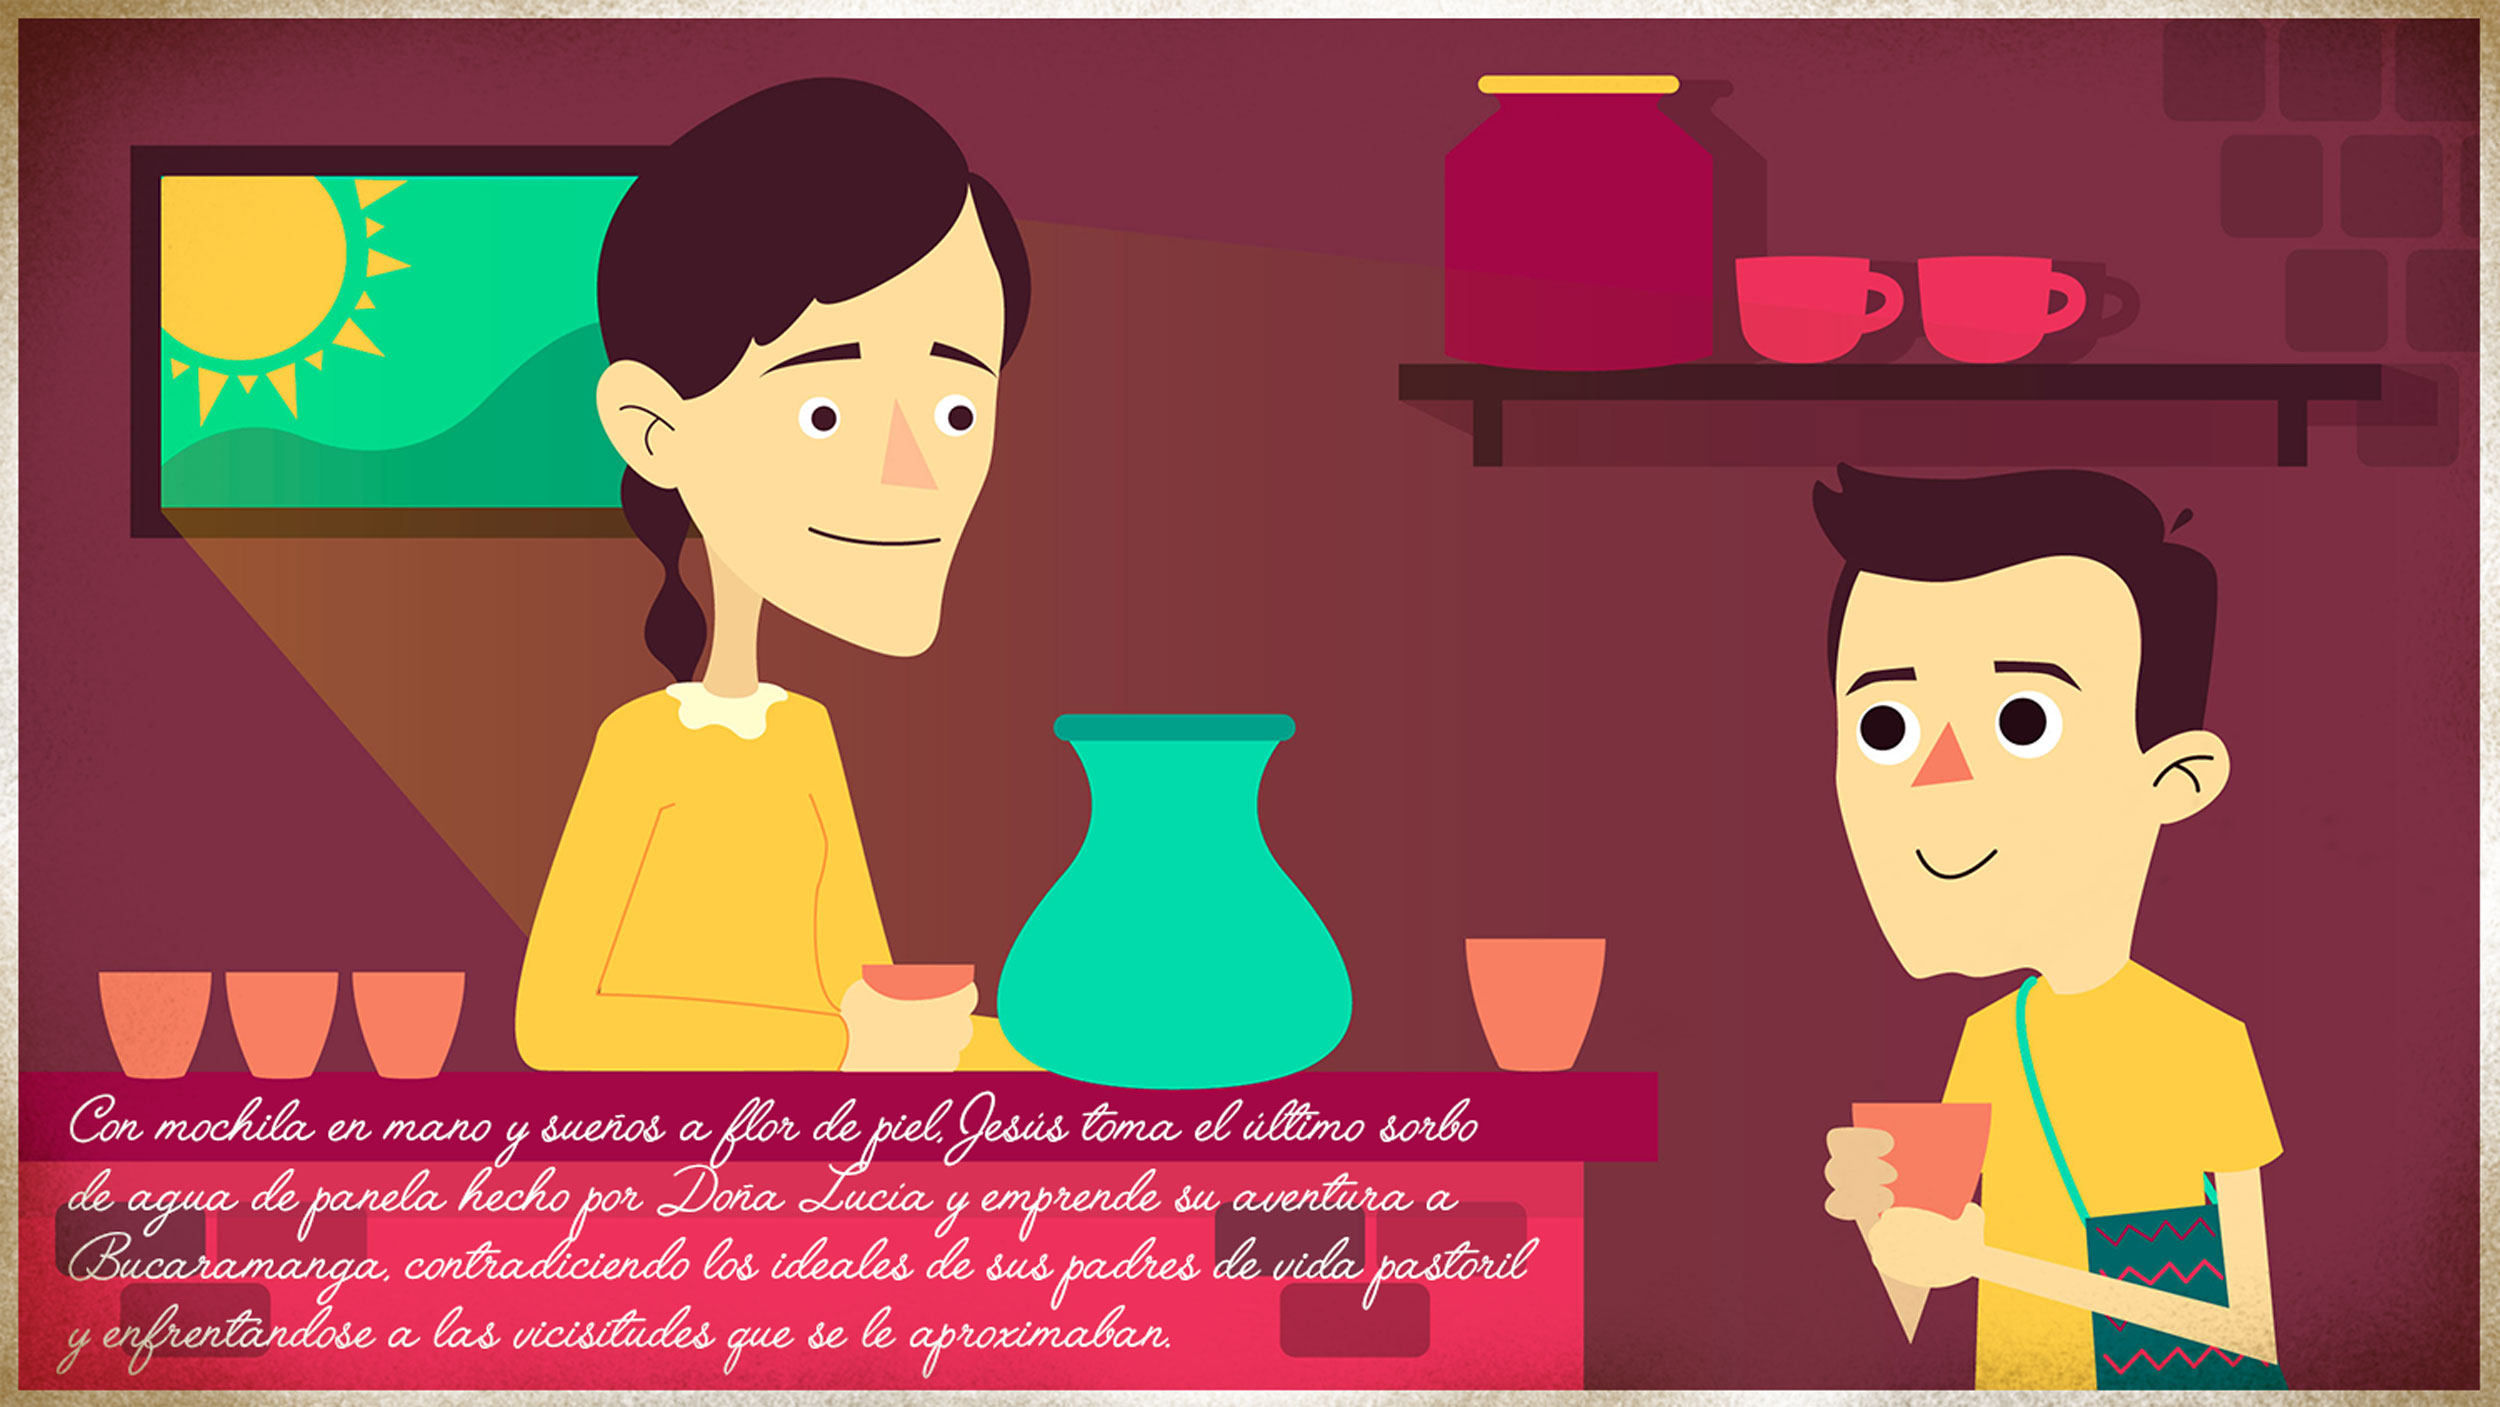 Con mochila en mano y sueños a flor de piel, Jesús toma el último sorbo
de agua de panela hecho por Doña Lucía y emprende su aventura a
Bucaramanga, contradiciendo los ideales de sus padres de vida pastoril
y enfrentándose a las vicisitudes que se le aproximaban.